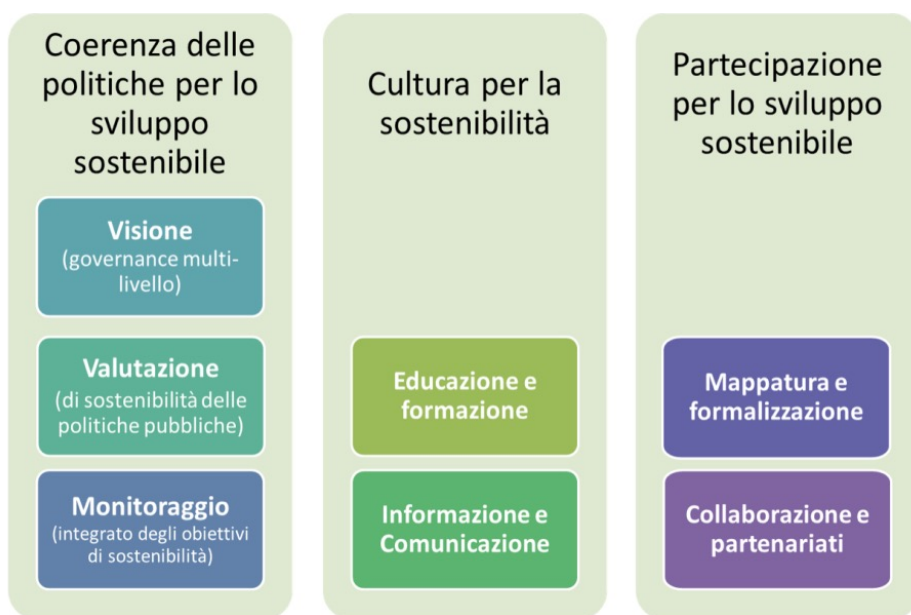 Coerenza delle
politiche per lo
sviluppo
sostenibile
Visione
(governance multi-
livello)
Valutazione
(di sostenibilità delle
politiche pubbliche)
Monitoraggio
(integrato degli obiettivi
di sostenibilità)
Cultura per la
sostenibilità
Educazione e
formazione
Informazione e
Comunicazione
Partecipazione
per lo sviluppo
sostenibile
Mappatura e
formalizzazione
Collaborazione e
partenariati